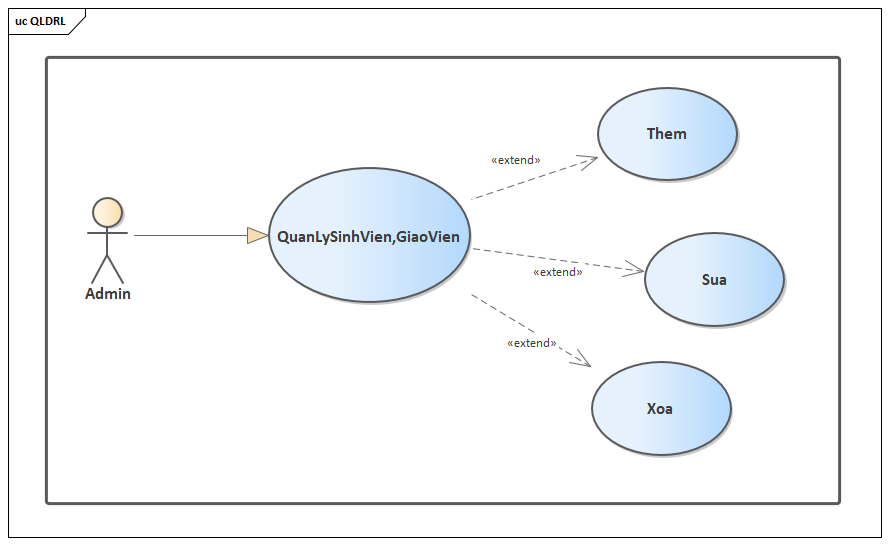 uc QLDRL
Them
«extend»
QuanLySinhVien,GiaoVien
«extend»
Sua
Admin
«extend»
Xoa